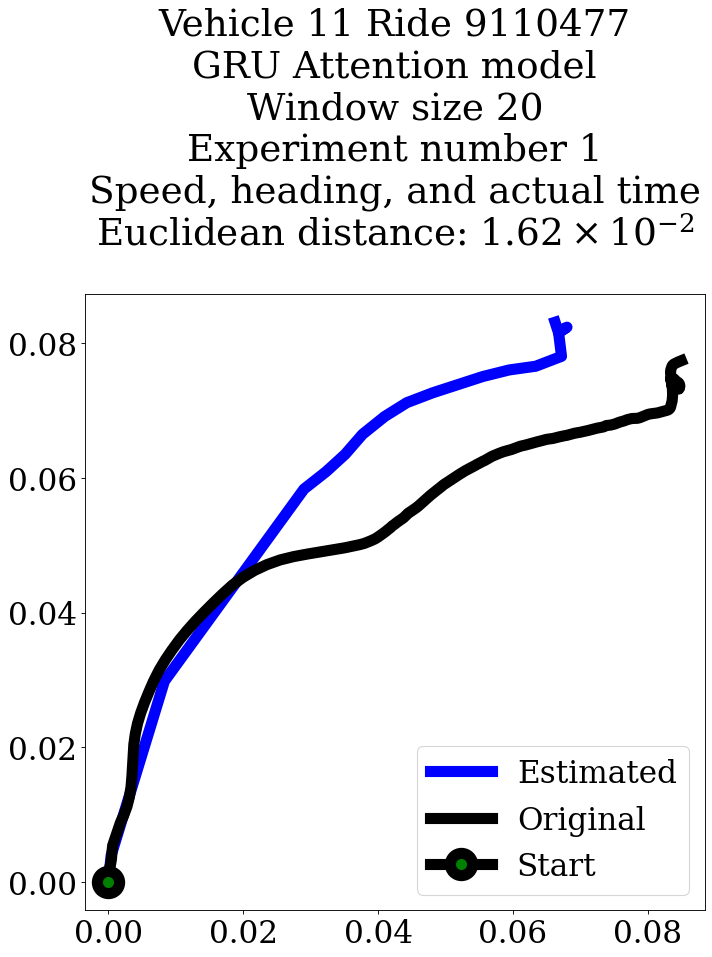 Vehicle 11 Ride 9110477
GRU Attention model
Window size 20
Experiment number 1
Speed, heading, and actual time
Euclidean distance: 1.62 × 10⁻²
0.08
0.06
0.04
0.02
0.00
Estimated
Original
Start
0.00 0.02 0.04 0.06 0.08